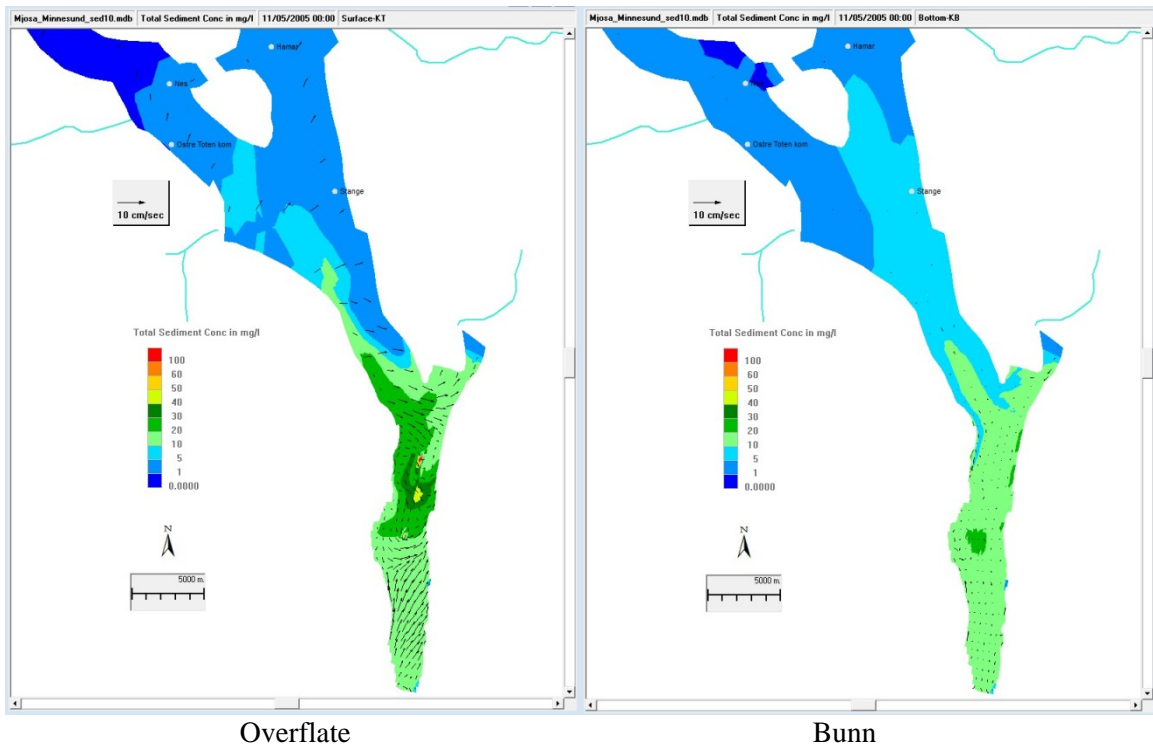 Mjosa_Minnesund_sed10.mdb Total Sediment Conc in mg/l 11/05/2005 00:00 Surface-KT
Hamar
Nes
Ostre Toten kom
Stange
10 cm/sec
Total Sediment Conc in mg/l
100
60
50
40
30
20
10
5
1
0.0000
N
5000 m.
Mjosa_Minnesund_sed10.mdb Total Sediment Conc in mg/l 11/05/2005 00:00 Bottom-KB
Hamar
Ostre Toten kom
Stange
10 cm/sec
Total Sediment Conc in mg/l
100
60
50
40
30
20
10
5
1
0.0000
N
5000 m.
Overflate
Bunn